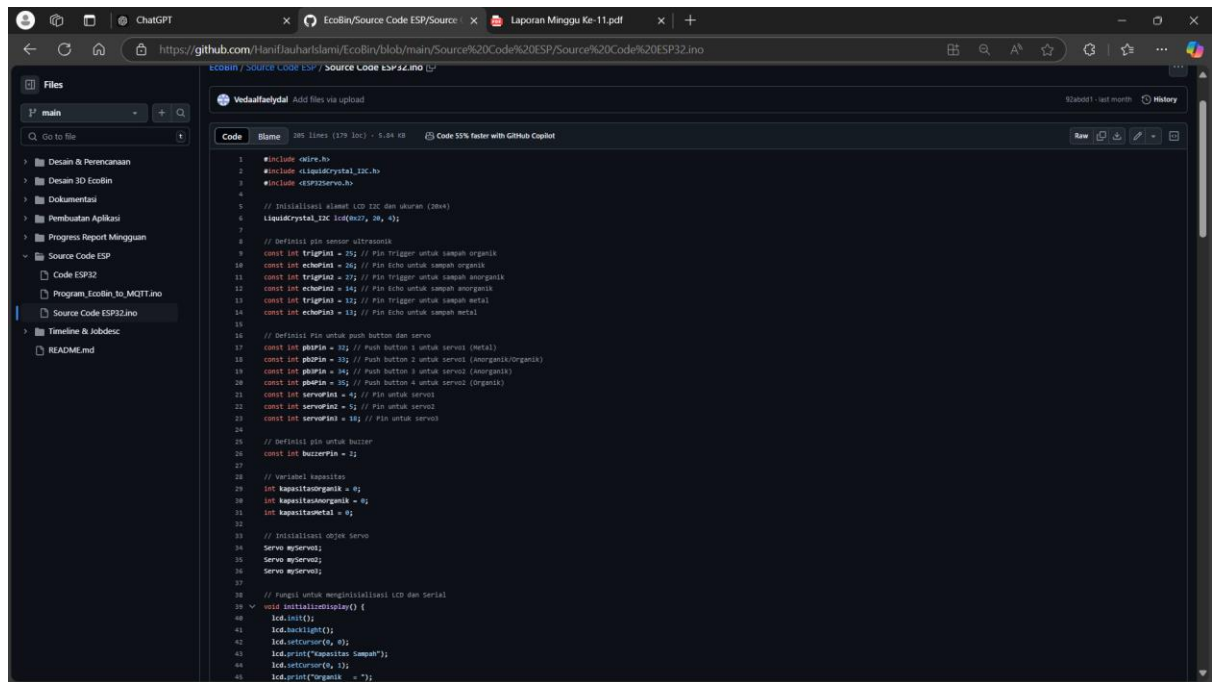 ChatGPT
EcoBin/Source Code ESP/Source
Laporan Minggu Ke-11.pdf
https://github.com/HanifJauharIslami/EcoBin/blob/main/Source%20Code%20ESP/Source%20Code%20ESP32.ino
Files
main
Go to file
t
Desain & Perencanaan
Desain 3D EcoBin
Dokumentasi
Pembuatan Aplikasi
Progress Report Mingguan
Source Code ESP
Code ESP32
Program_EcoBin_to_MQTT.ino
Source Code ESP32.ino
Timeline & Jobdesc
README.md
EcoBin / Source Code ESP / Source Code ESP32.ino
Vedaalfaelydal Add files via upload
92abdd1 · last month History
Code Blame 205 lines (179 loc) · 5.84 KB Code 55% faster with GitHub Copilot
Raw
1 #include <Wire.h>
2 #include <LiquidCrystal_I2C.h>
3 #include <ESP32Servo.h>
4
5 // Inisialisasi alamat LCD I2C dan ukuran (20x4)
6 LiquidCrystal_I2C lcd(0x27, 20, 4);
7
8 // Definisi pin sensor ultrasonik
9 const int trigPin1 = 25; // Pin Trigger untuk sampah organik
10 const int echoPin1 = 26; // Pin Echo untuk sampah organik
11 const int trigPin2 = 27; // Pin Trigger untuk sampah anorganik
12 const int echoPin2 = 14; // Pin Echo untuk sampah anorganik
13 const int trigPin3 = 12; // Pin Trigger untuk sampah metal
14 const int echoPin3 = 13; // Pin Echo untuk sampah metal
15
16 // Definisi Pin untuk push button dan servo
17 const int pb1Pin = 32; // Push button 1 untuk servo1 (Metal)
18 const int pb2Pin = 33; // Push button 2 untuk servo1 (Anorganik/Organik)
19 const int pb3Pin = 34; // Push button 3 untuk servo2 (Anorganik)
20 const int pb4Pin = 35; // Push button 4 untuk servo2 (Organik)
21 const int servoPin1 = 4; // Pin untuk servo1
22 const int servoPin2 = 5; // Pin untuk servo2
23 const int servoPin3 = 18; // Pin untuk servo3
24
25 // Definisi pin untuk buzzer
26 const int buzzerPin = 2;
27
28 // Variabel kapasitas
29 int kapasitasOrganik = 0;
30 int kapasitasAnorganik = 0;
31 int kapasitasMetal = 0;
32
33 // Inisialisasi objek Servo
34 Servo myServo1;
35 Servo myServo2;
36 Servo myServo3;
37
38 // Fungsi untuk menginisialisasi LCD dan Serial
39 void initializeDisplay() {
40 lcd.init();
41 lcd.backlight();
42 lcd.setCursor(0, 0);
43 lcd.print("Kapasitas Sampah");
44 lcd.setCursor(0, 1);
45 lcd.print("Organik = ");